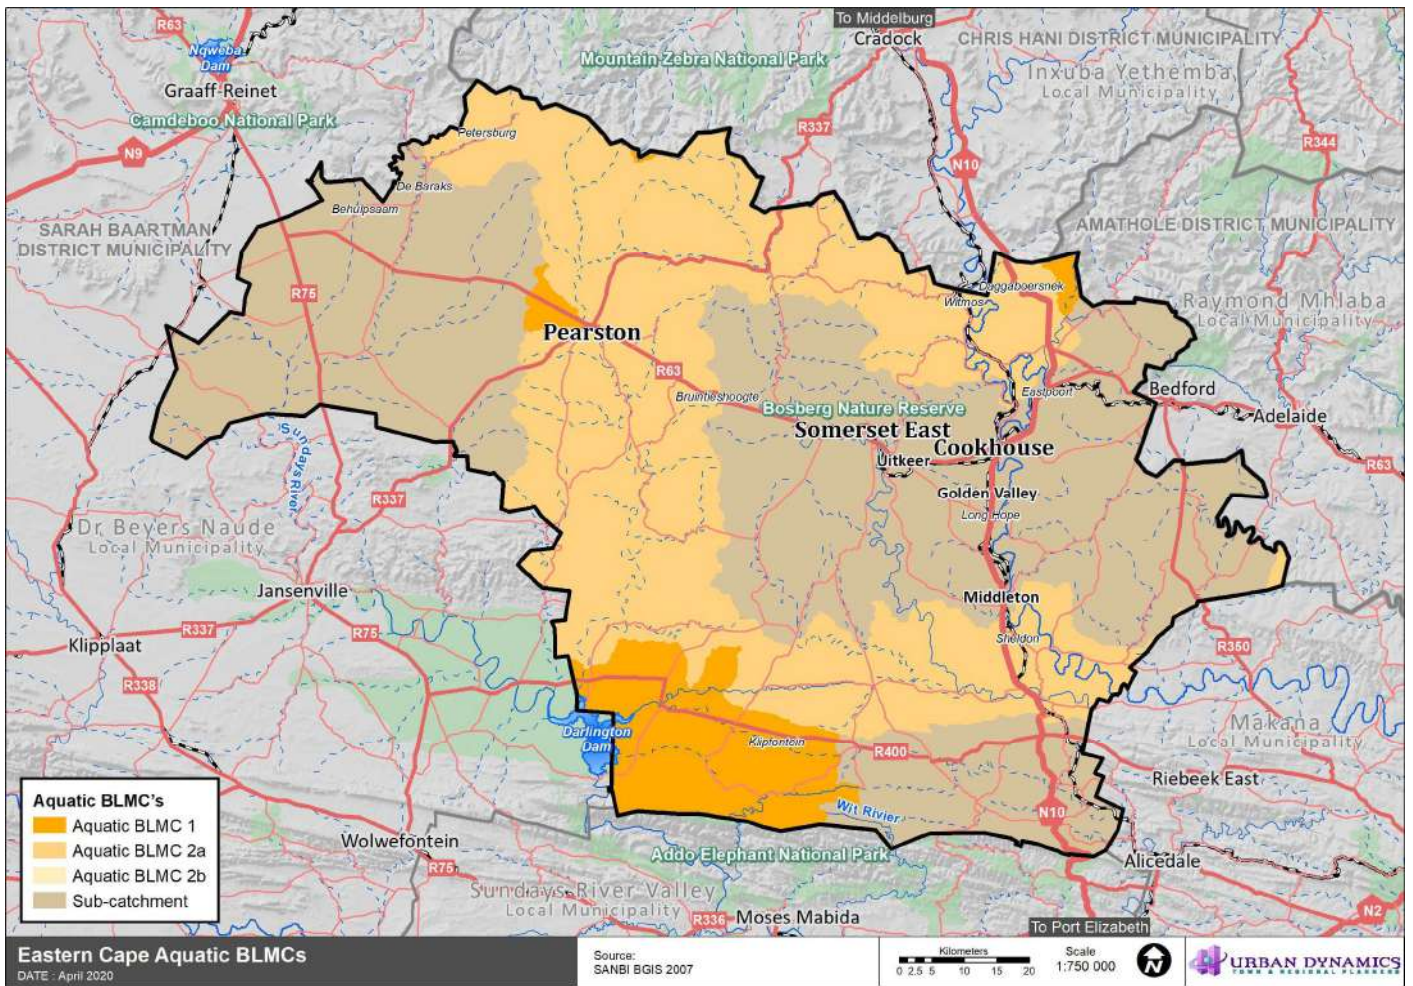 To Middelburg
R63
Cradock
CHRIS HANI DISTRICT MUNICIPALITY
Nqweba
Dam
Mountain Zebra National Park
Inxuba Yethemba
Local Municipality
Graaff-Reinet
Camdeboo National Park
Petersburg
R337
R344
N9
N10
De Baraks
Behulpsaam
SARAH BAARTMAN
DISTRICT MUNICIPALITY
AMATHOLE DISTRICT MUNICIPALITY
R75
Daggaboersnek
Witmos
Raymond Mhlaba
Local Municipality
Pearston
R63
Bruintieshoogte
Eastpoort
Bedford
Bosberg Nature Reserve
Adelaide
Somerset East
Cookhouse
Sundays River
Uitkeer
R63
R337
Golden Valley
Long Hope
Dr Beyers Naude
Local Municipality
Jansenville
Middleton
R337
R75
Klipplaat
Sheldon
R350
R338
Makana
Local Municipality
Darlington
Dam
Klipfontein
R400
Riebeek East
Wit Rivier
N10
Wolwefontein
Addo Elephant National Park
Alicedale
R75
Sundays River Valley
Local Municipality
R336
Moses Mabida
N2
To Port Elizabeth
Aquatic BLMC's
Aquatic BLMC 1
Aquatic BLMC 2a
Aquatic BLMC 2b
Sub-catchment
Eastern Cape Aquatic BLMCs
DATE : April 2020
Source:
SANBI BGIS 2007
Kilometers
0 2.5 5 10 15 20
Scale
1:750 000
N
URBAN DYNAMICS
TOWN & REGIONAL PLANNERS